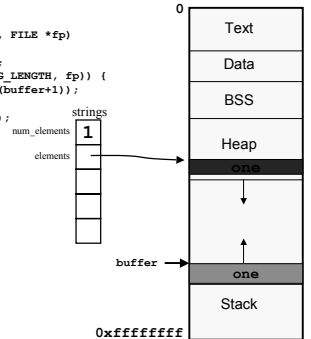 , FILE *fp)
;
G_LENGTH, fp)) {
(buffer+1));
);
strings
num_elements 1
elements
buffer
0
Text
Data
BSS
Heap
one
one
Stack
0xffffffff